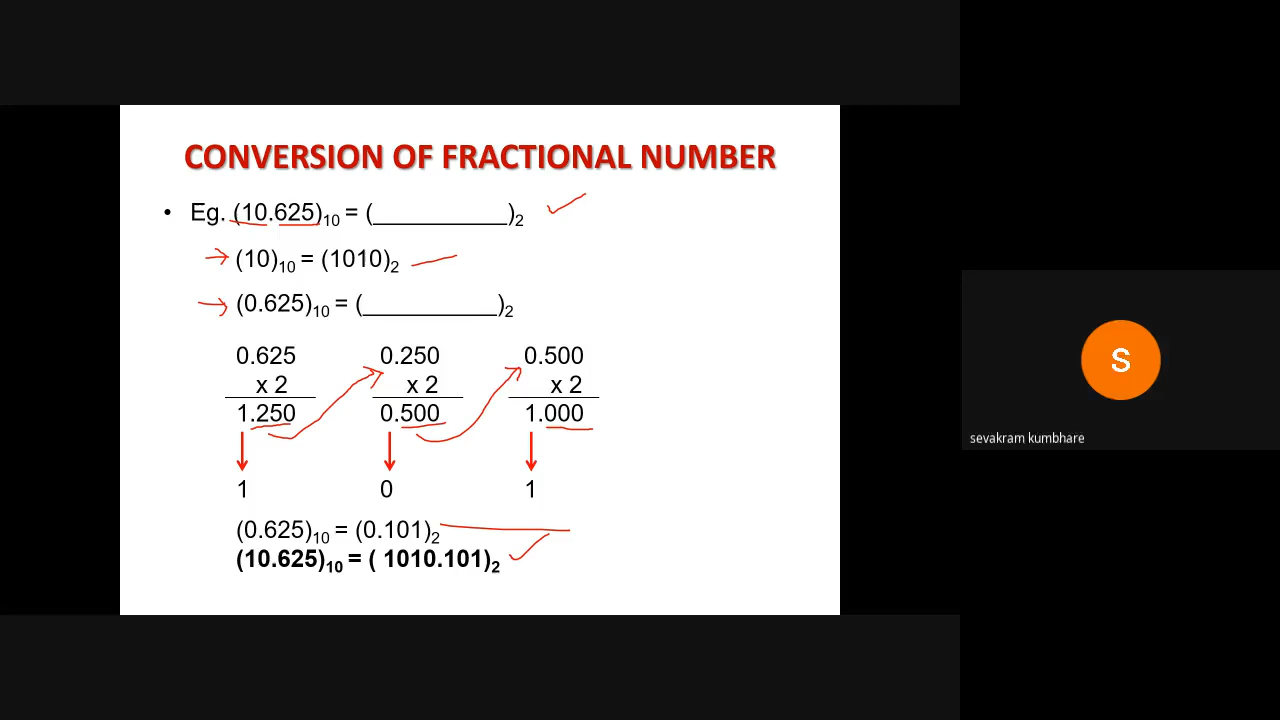 CONVERSION OF FRACTIONAL NUMBER
• Eg. (10.625)10 = (__________)2
(10)10 = (1010)2
(0.625)10 = (__________)2
0.625 0.250 0.500
x 2 x 2 x 2
1.250 0.500 1.000
1 0 1
(0.625)10 = (0.101)2
(10.625)10 = ( 1010.101)2
S
sevakram kumbhare